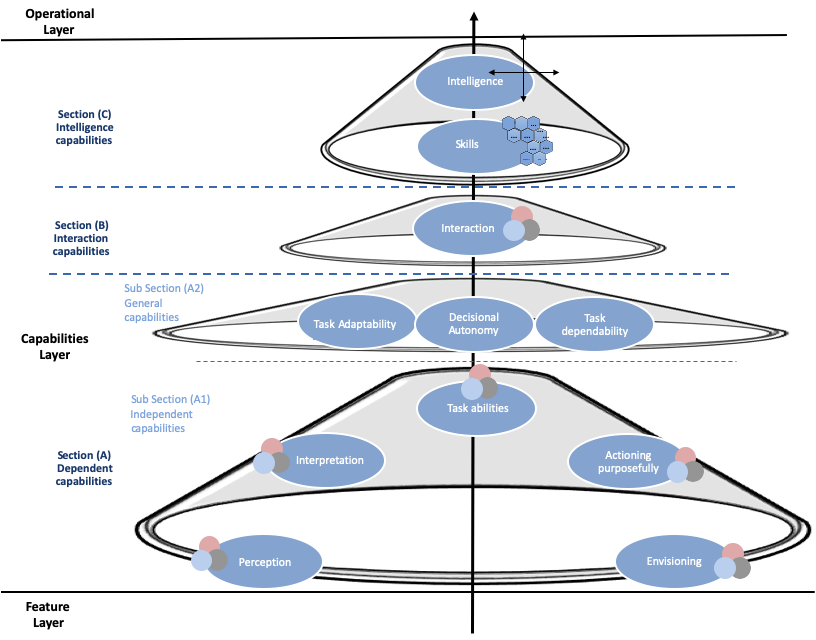 Operational
Layer
Intelligence
Section (C)
Intelligence
capabilities
Skills
Section (B)
Interaction
capabilities
Interaction
Sub Section (A2)
General
capabilities
Task Adaptability
Decisional
Autonomy
Task
dependability
Capabilities
Layer
Sub Section (A1)
Independent
capabilities
Task abilities
Section (A)
Dependent
capabilities
Interpretation
Actioning
purposefully
Perception
Envisioning
Feature
Layer